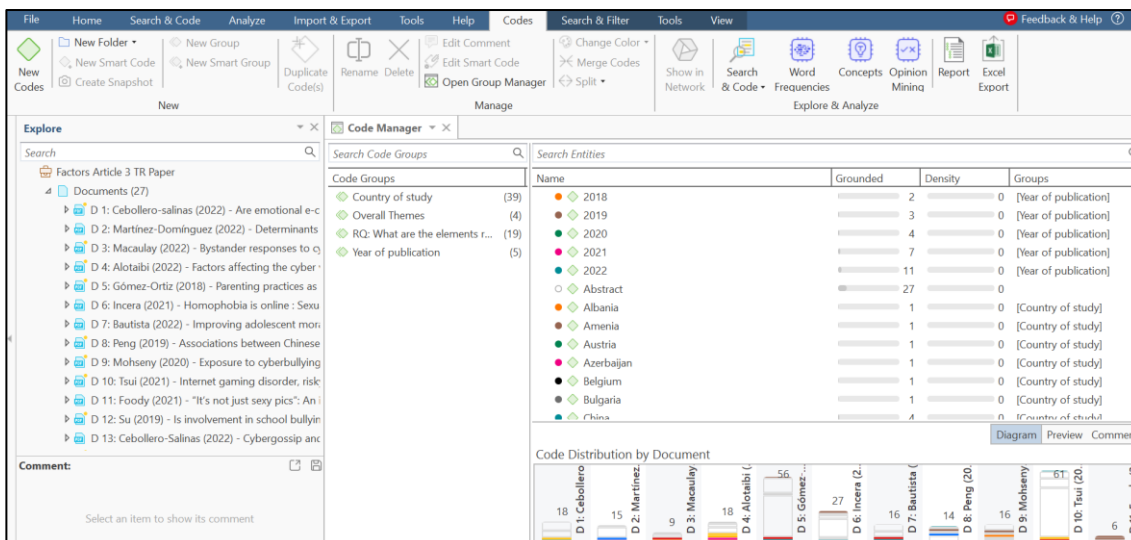 File Home Search & Code Analyze Import & Export Tools Help Codes Search & Filter Tools View Feedback & Help
New Codes
New Folder
New Smart Code
Create Snapshot
New Group
New Smart Group
Duplicate Code(s)
New
Rename Delete
Edit Comment
Edit Smart Code
Open Group Manager
Change Color
Merge Codes
Split
Manage
Show in Network
Search & Code
Word Frequencies
Concepts
Opinion Mining
Report
Excel Export
Explore & Analyze
Explore
Search
Factors Article 3 TR Paper
Documents (27)
D 1: Cebollero-salinas (2022) - Are emotional e-c
D 2: Martínez-Domínguez (2022) - Determinants
D 3: Macaulay (2022) - Bystander responses to
D 4: Alotaibi (2022) - Factors affecting the cyber
D 5: Gómez-Ortiz (2018) - Parenting practices as
D 6: Incera (2021) - Homophobia is online : Sexu
D 7: Bautista (2022) - Improving adolescent mor
D 8: Peng (2019) - Associations between Chinese
D 9: Mohseny (2020) - Exposure to cyberbullying
D 10: Tsui (2021) - Internet gaming disorder, risk
D 11: Foody (2021) - "It's not just sexy pics": An i
D 12: Su (2019) - Is involvement in school bullyin
D 13: Cebollero-Salinas (2022) - Cybergossip and
Comment:
Select an item to show its comment
Code Manager
Search Code Groups
Code Groups
Country of study (39)
Overall Themes (4)
RQ: What are the elements r... (19)
Year of publication (5)
Search Entities
Name Grounded Density Groups
2018 2 0 [Year of publication]
2019 3 0 [Year of publication]
2020 4 0 [Year of publication]
2021 7 0 [Year of publication]
2022 11 0 [Year of publication]
Abstract 27 0
Albania 1 0 [Country of study]
Amenia 1 0 [Country of study]
Austria 1 0 [Country of study]
Azerbaijan 1 0 [Country of study]
Belgium 1 0 [Country of study]
Bulgaria 1 0 [Country of study]
China 4 0 [Country of study]
Diagram Preview Comme
Code Distribution by Document
18 D 1: Cebollero
15 D 2: Martínez.
9 D 3: Macaulay
18 D 4: Alotaibi (.
56 D 5: Gómez-..
27 D 6: Incera (2..
16 D 7: Bautista (
14 D 8: Peng (20.
16 D 9: Mohseny
61 D 10: Tsui (20.
6